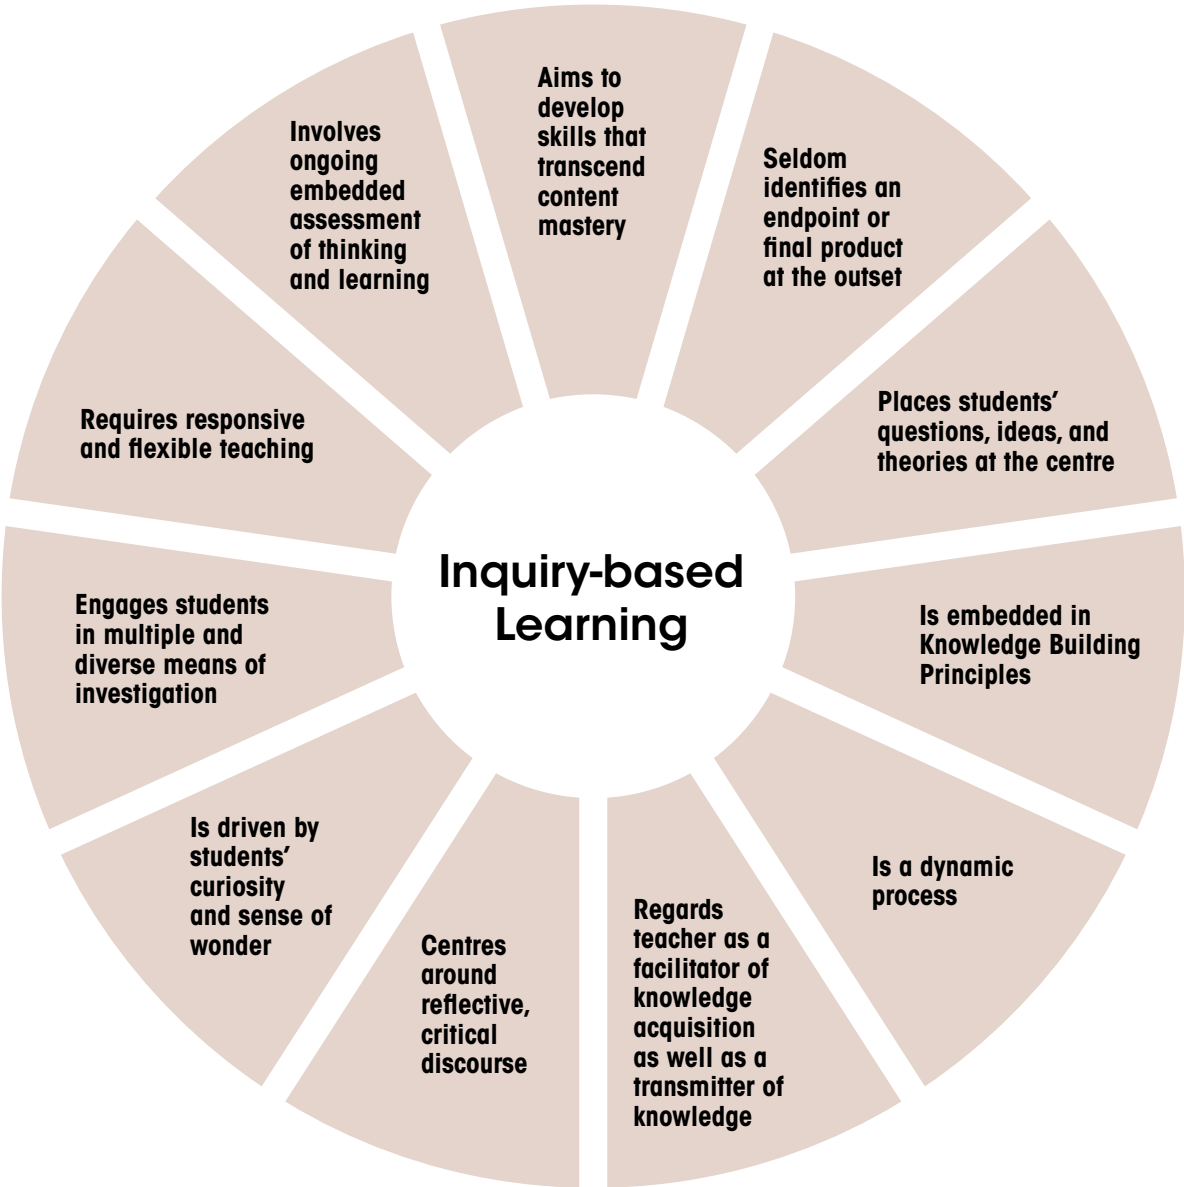 Aims to
develop
skills that
transcend
content
mastery
Seldom
identifies an
endpoint or
final product
at the outset
Places students’
questions, ideas, and
theories at the centre
Is embedded in
Knowledge Building
Principles
Is a dynamic
process
Regards
teacher as a
facilitator of
knowledge
acquisition
as well as a
transmitter of
knowledge
Centres
around
reflective,
critical
discourse
Is driven by
students’
curiosity
and sense of
wonder
Engages students
in multiple and
diverse means of
investigation
Requires responsive
and flexible teaching
Involves
ongoing
embedded
assessment
of thinking
and learning
Inquiry-based
Learning